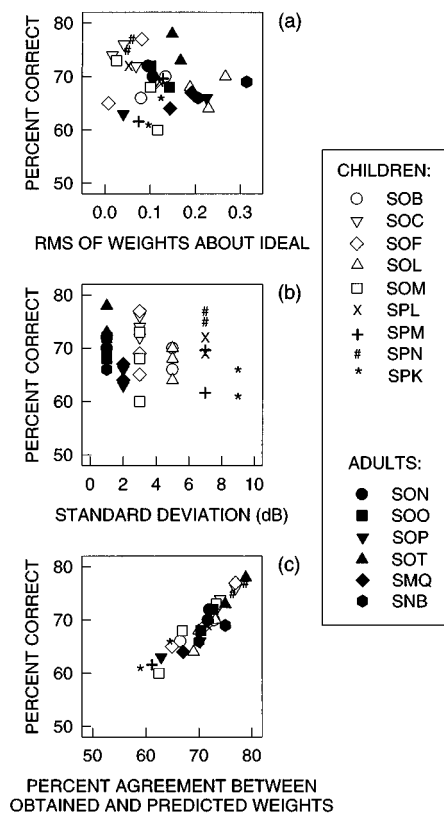 (a)
PERCENT CORRECT
80
70
60
50
0.0 0.1 0.2 0.3
RMS OF WEIGHTS ABOUT IDEAL
(b)
PERCENT CORRECT
80
70
60
50
0 2 4 6 8 10
STANDARD DEVIATION (dB)
(c)
PERCENT CORRECT
80
70
60
50
50 60 70 80
PERCENT AGREEMENT BETWEEN
OBTAINED AND PREDICTED WEIGHTS
CHILDREN:
SOB
SOC
SOF
SOL
SOM
X SPL
+ SPM
# SPN
* SPK
ADULTS:
SON
SOO
SOP
SOT
SMQ
SNB